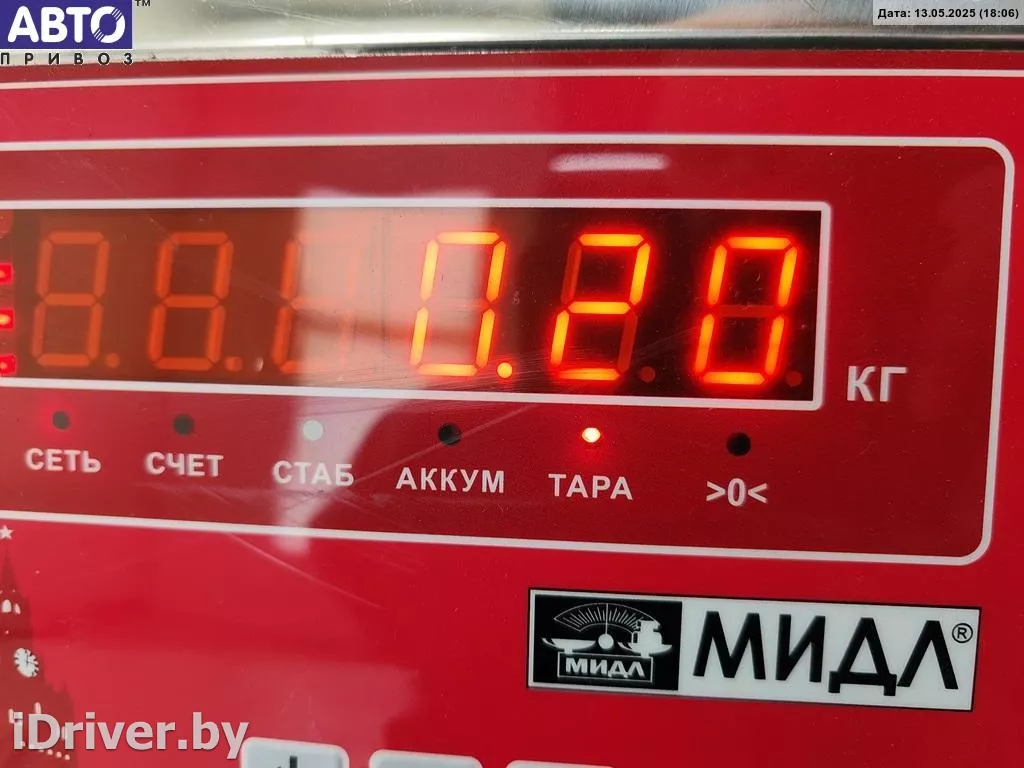 АВТО™
ПРИВОЗ
Дата: 13.05.2025 (18:06)
0.20
КГ
СЕТЬ
СЧЕТ
СТАБ
АККУМ
ТАРА
>0<
МИДЛ
МИДЛ®
iDriver.by